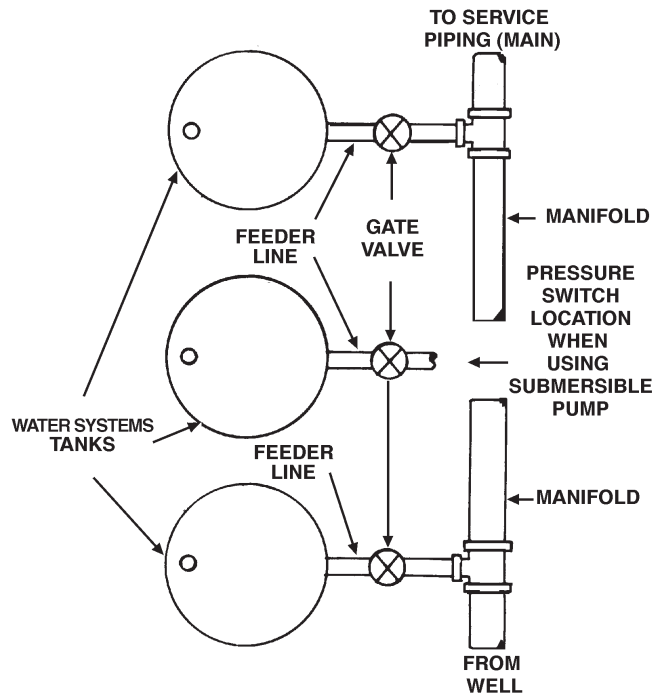 TO SERVICE
PIPING (MAIN)
MANIFOLD
FEEDER
LINE
GATE
VALVE
PRESSURE
SWITCH
LOCATION
WHEN
USING
SUBMERSIBLE
PUMP
WATER SYSTEMS
TANKS
FEEDER
LINE
MANIFOLD
FROM
WELL